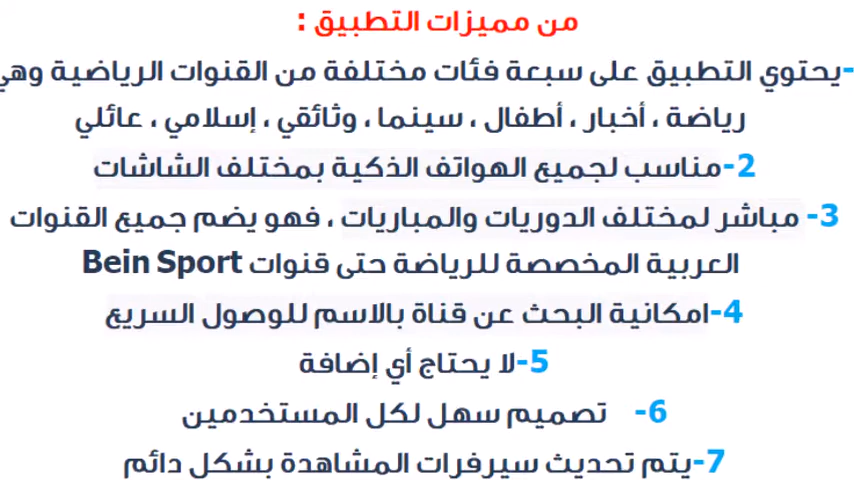 من مميزات التطبيق :
-يحتوي التطبيق على سبعة فئات مختلفة من القنوات الرياضية وهي
رياضة ، أخبار ، أطفال ، سينما ، وثائقي ، إسلامي ، عائلي
2-مناسب لجميع الهواتف الذكية بمختلف الشاشات
3- مباشر لمختلف الدوريات والمباريات ، فهو يضم جميع القنوات
العربية المخصصة للرياضة حتى قنوات Bein Sport
4-امكانية البحث عن قناة بالاسم للوصول السريع
5-لا يحتاج أي إضافة
6- تصميم سهل لكل المستخدمين
7-يتم تحديث سيرفرات المشاهدة بشكل دائم